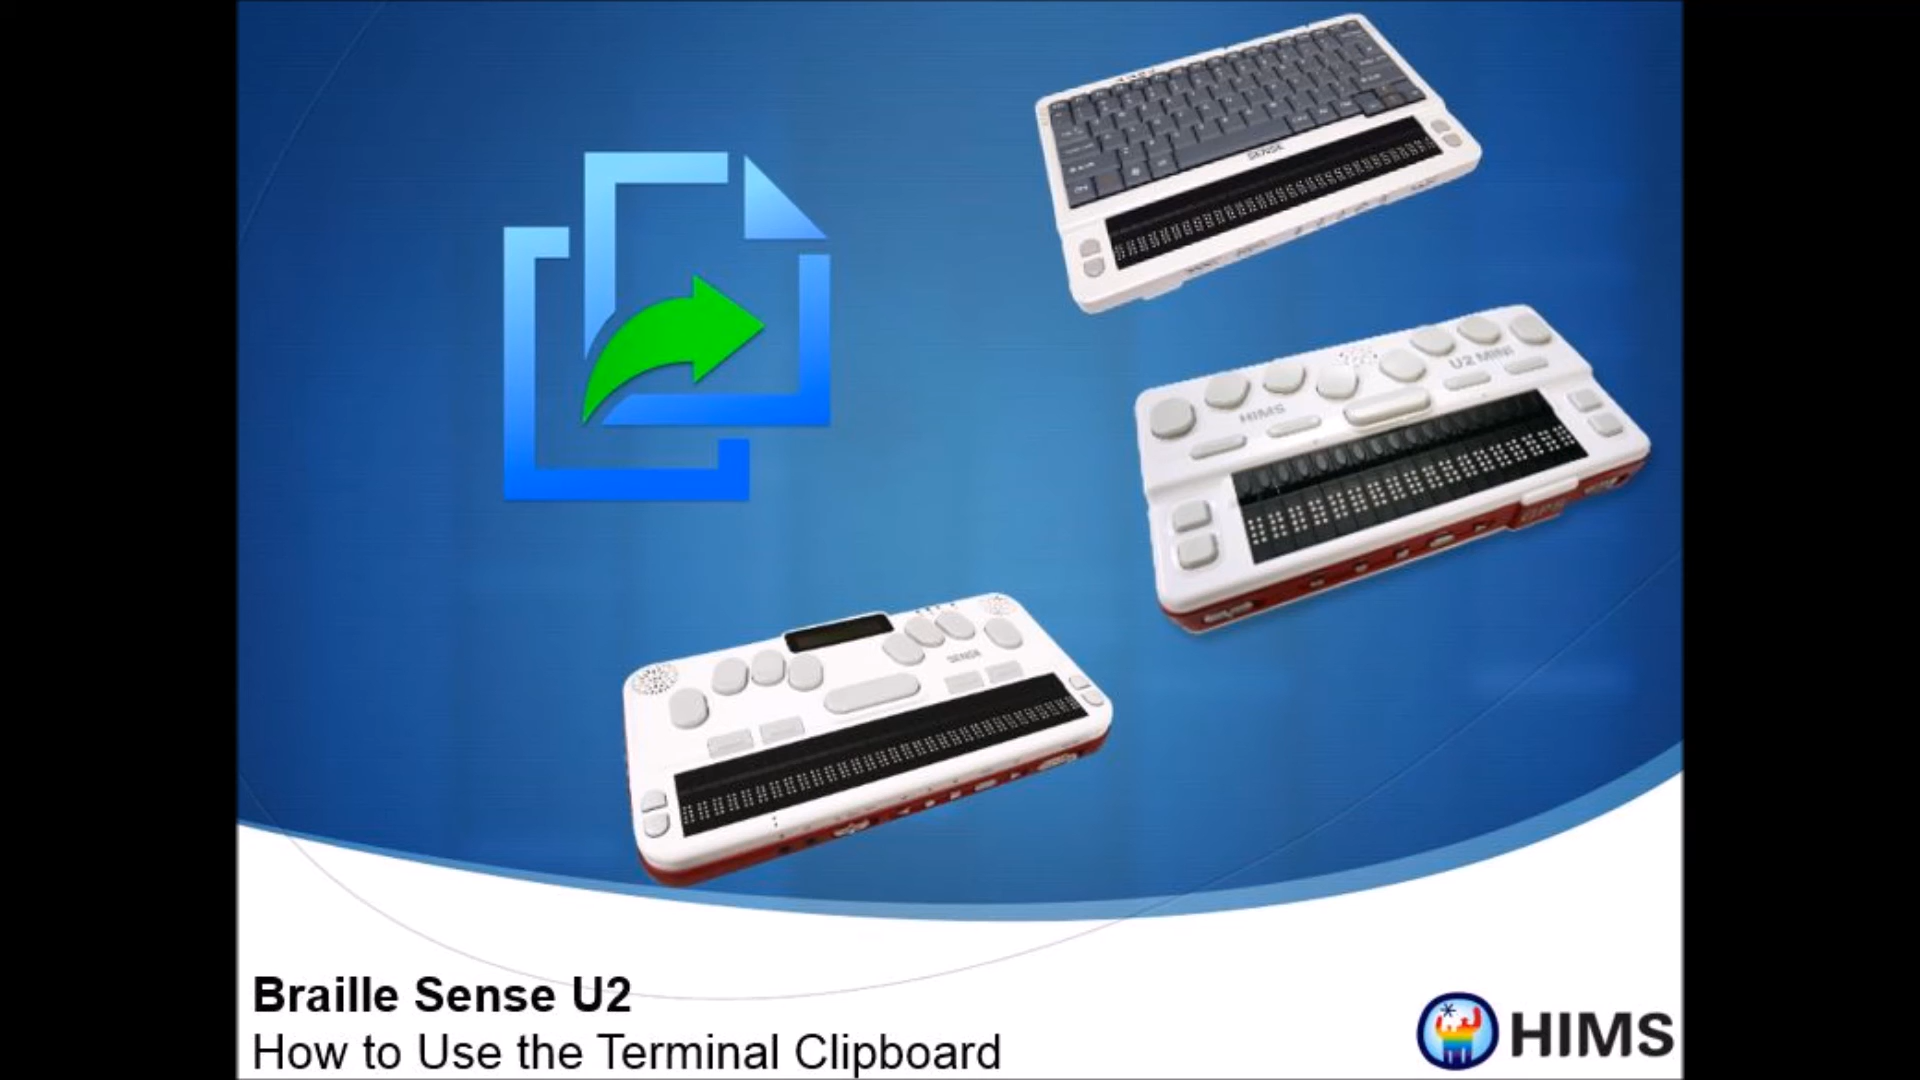 SENSE
HIMS
U2 MINI
SENSE
Braille Sense U2
How to Use the Terminal Clipboard
HIMS